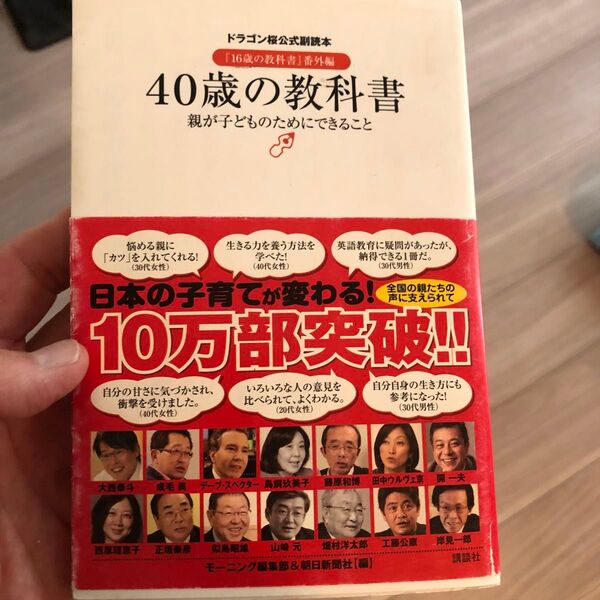 ドラゴン桜公式副読本
『16歳の教科書』番外編
40歳の教科書
親が子どものためにできること
悩める親に
「カツ」を入れてくれる!
(30代女性)
生きる力を養う方法を
学べた!
(40代女性)
英語教育に疑問があったが、
納得できる1冊だ。
(30代男性)
日本の子育てが変わる!
全国の親たちの
声に支えられて
10万部突破!!
自分の甘さに気づかされ、
衝撃を受けました。
(40代女性)
いろいろな人の意見を
比べられて、よくわかる。
(20代女性)
自分自身の生き方にも
参考になった!
(30代男性)
大西泰斗 成毛眞 デーブ・スペクター 鳥飼玖美子 藤原和博 田中ウルヴェ京 開一夫
西原理恵子 正垣泰彦 似鳥昭雄 山崎元 畑村洋太郎 工藤公康 岸見一郎
モーニング編集部&朝日新聞社[編]
講談社